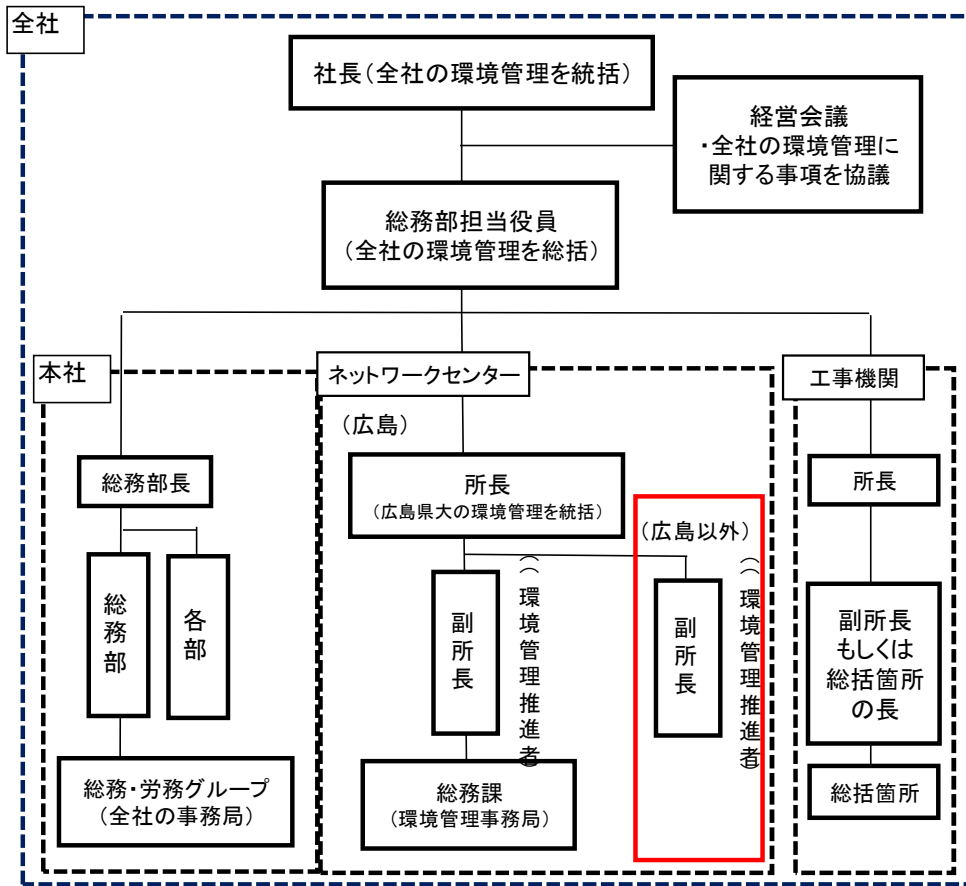 全社
社長(全社の環境管理を統括)
経営会議
・全社の環境管理に
関する事項を協議
総務部担当役員
(全社の環境管理を総括)
本社
総務部長
総務部
各部
総務・労務グループ
(全社の事務局)
ネットワークセンター
(広島)
所長
(広島県大の環境管理を統括)
副所長
(環境管理推進者)
総務課
(環境管理事務局)
(広島以外)
副所長
(環境管理推進者)
工事機関
所長
副所長
もしくは
総括箇所
の長
総括箇所